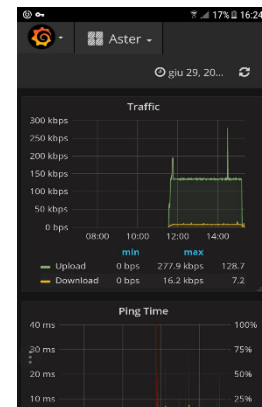 17% 16:24
Aster
giu 29, 20...
Traffic
300 kbps
250 kbps
200 kbps
150 kbps
100 kbps
50 kbps
0 bps
08:00 10:00 12:00 14:00
min max
Upload 0 bps 277.9 kbps 128.7
Download 0 bps 16.2 kbps 7.2
Ping Time
40 ms 100%
30 ms 75%
20 ms 50%
10 ms 25%